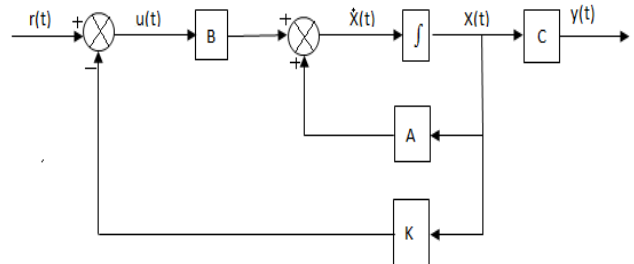 r(t) + u(t) B + Ẋ(t) ∫ X(t) C y(t)
− +
A
K